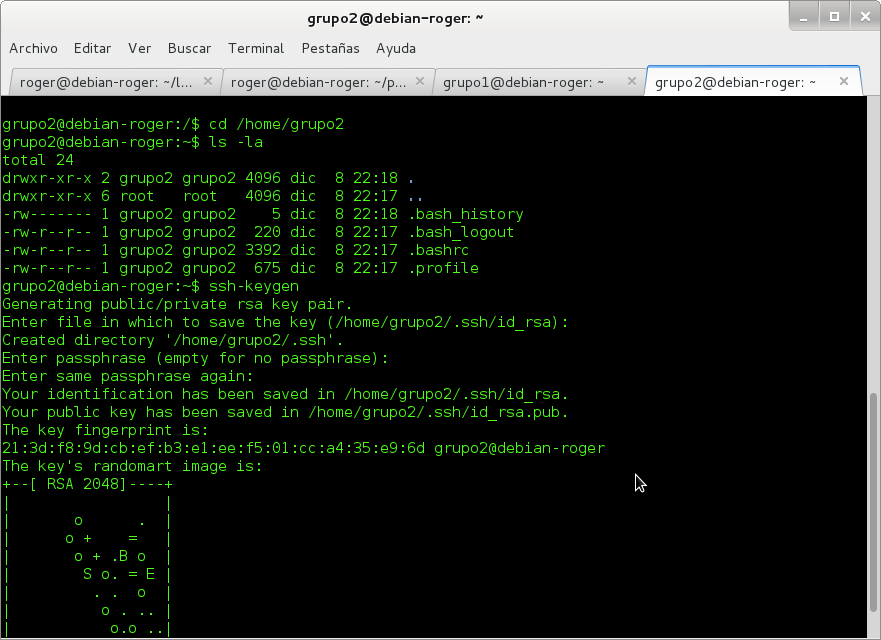 grupo2@debian-roger: ~
Archivo Editar Ver Buscar Terminal Pestañas Ayuda
roger@debian-roger: ~/l... roger@debian-roger: ~/p... grupo1@debian-roger: ~ grupo2@debian-roger: ~
grupo2@debian-roger:/$ cd /home/grupo2
grupo2@debian-roger:~$ ls -la
total 24
drwxr-xr-x 2 grupo2 grupo2 4096 dic  8 22:18 .
drwxr-xr-x 6 root   root   4096 dic  8 22:17 ..
-rw------- 1 grupo2 grupo2    5 dic  8 22:18 .bash_history
-rw-r--r-- 1 grupo2 grupo2  220 dic  8 22:17 .bash_logout
-rw-r--r-- 1 grupo2 grupo2 3392 dic  8 22:17 .bashrc
-rw-r--r-- 1 grupo2 grupo2  675 dic  8 22:17 .profile
grupo2@debian-roger:~$ ssh-keygen
Generating public/private rsa key pair.
Enter file in which to save the key (/home/grupo2/.ssh/id_rsa):
Created directory '/home/grupo2/.ssh'.
Enter passphrase (empty for no passphrase):
Enter same passphrase again:
Your identification has been saved in /home/grupo2/.ssh/id_rsa.
Your public key has been saved in /home/grupo2/.ssh/id_rsa.pub.
The key fingerprint is:
21:3d:f8:9d:cb:ef:b3:e1:ee:f5:01:cc:a4:35:e9:6d grupo2@debian-roger
The key's randomart image is:
+--[ RSA 2048]----+
|                 |
|       o      .  |
|      o +    =   |
|       o + .B o  |
|        S o. = E |
|         . .  o  |
|          o . .. |
|           o.o ..|